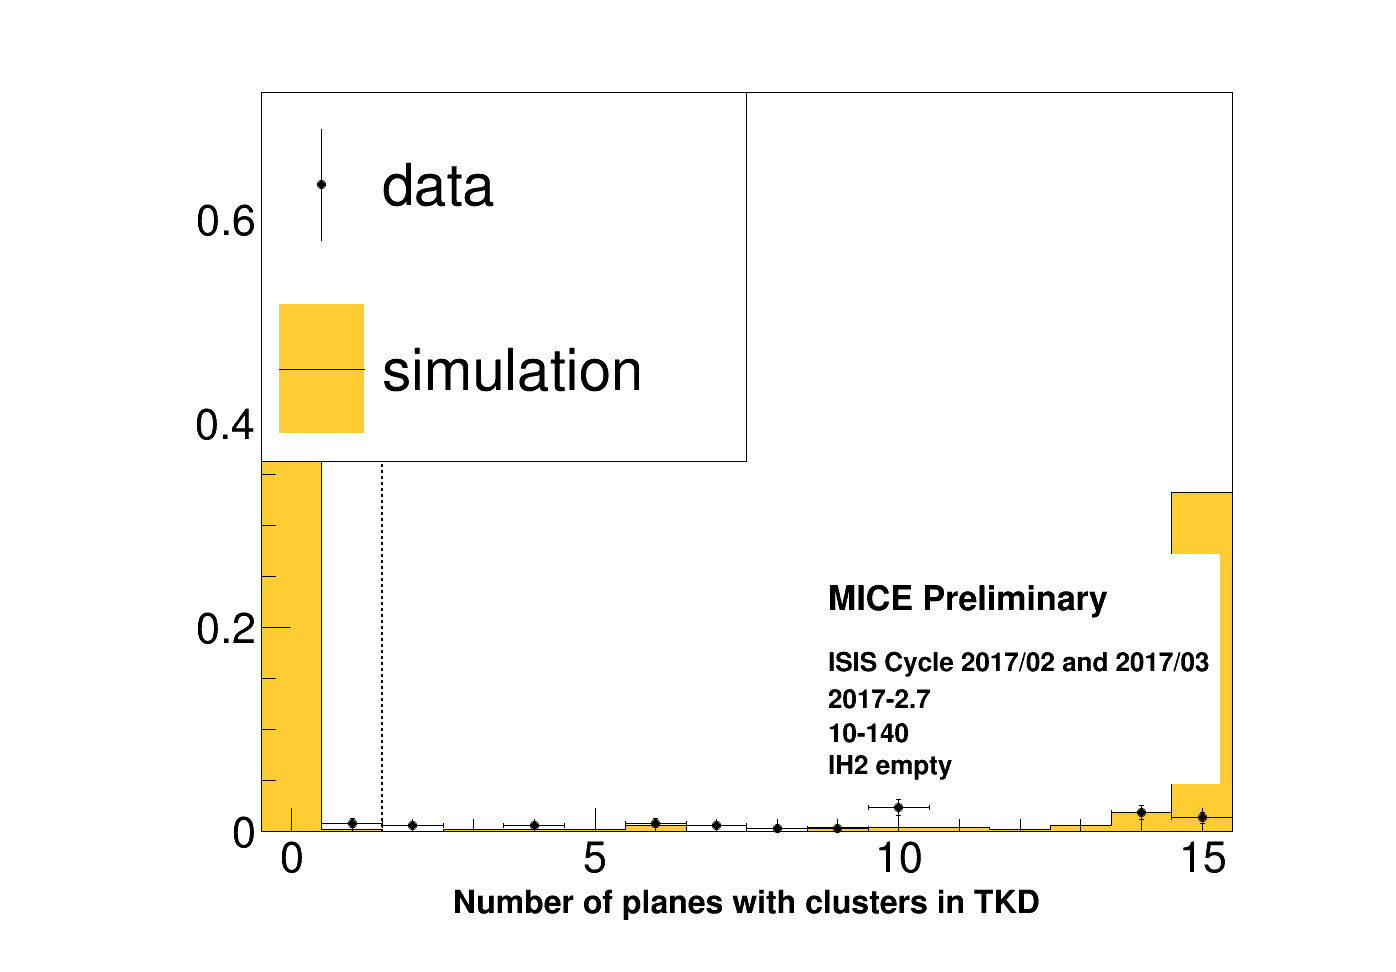 data
0.6
simulation
0.4
MICE Preliminary
0.2
ISIS Cycle 2017/02 and 2017/03
2017-2.7
10-140
IH2 empty
0
0 5 10 15
Number of planes with clusters in TKD